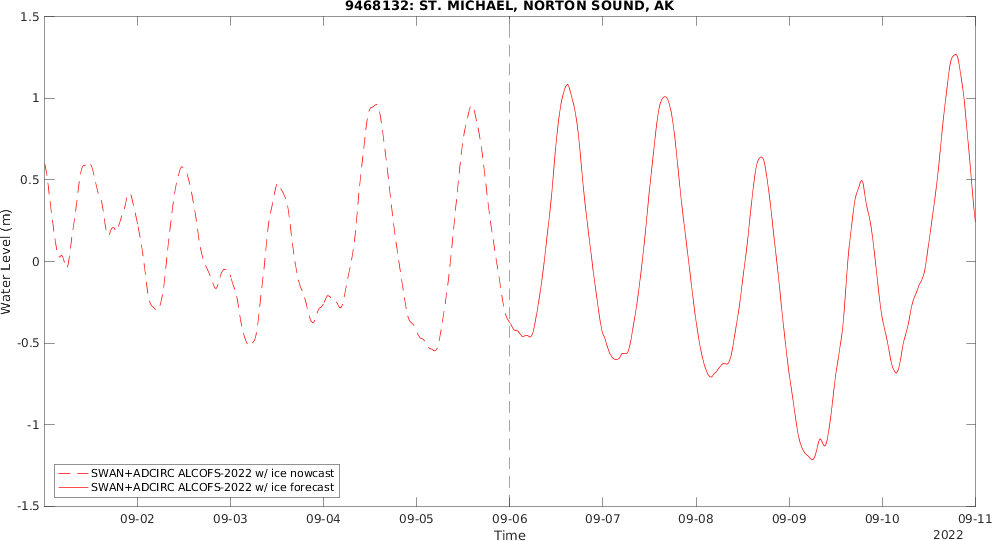 9468132: ST. MICHAEL, NORTON SOUND, AK
1.5
1
0.5
0
-0.5
-1
-1.5
Water Level (m)
SWAN+ADCIRC ALCOFS-2022 w/ ice nowcast
SWAN+ADCIRC ALCOFS-2022 w/ ice forecast
09-02 09-03 09-04 09-05 09-06 09-07 09-08 09-09 09-10 09-11
Time
2022